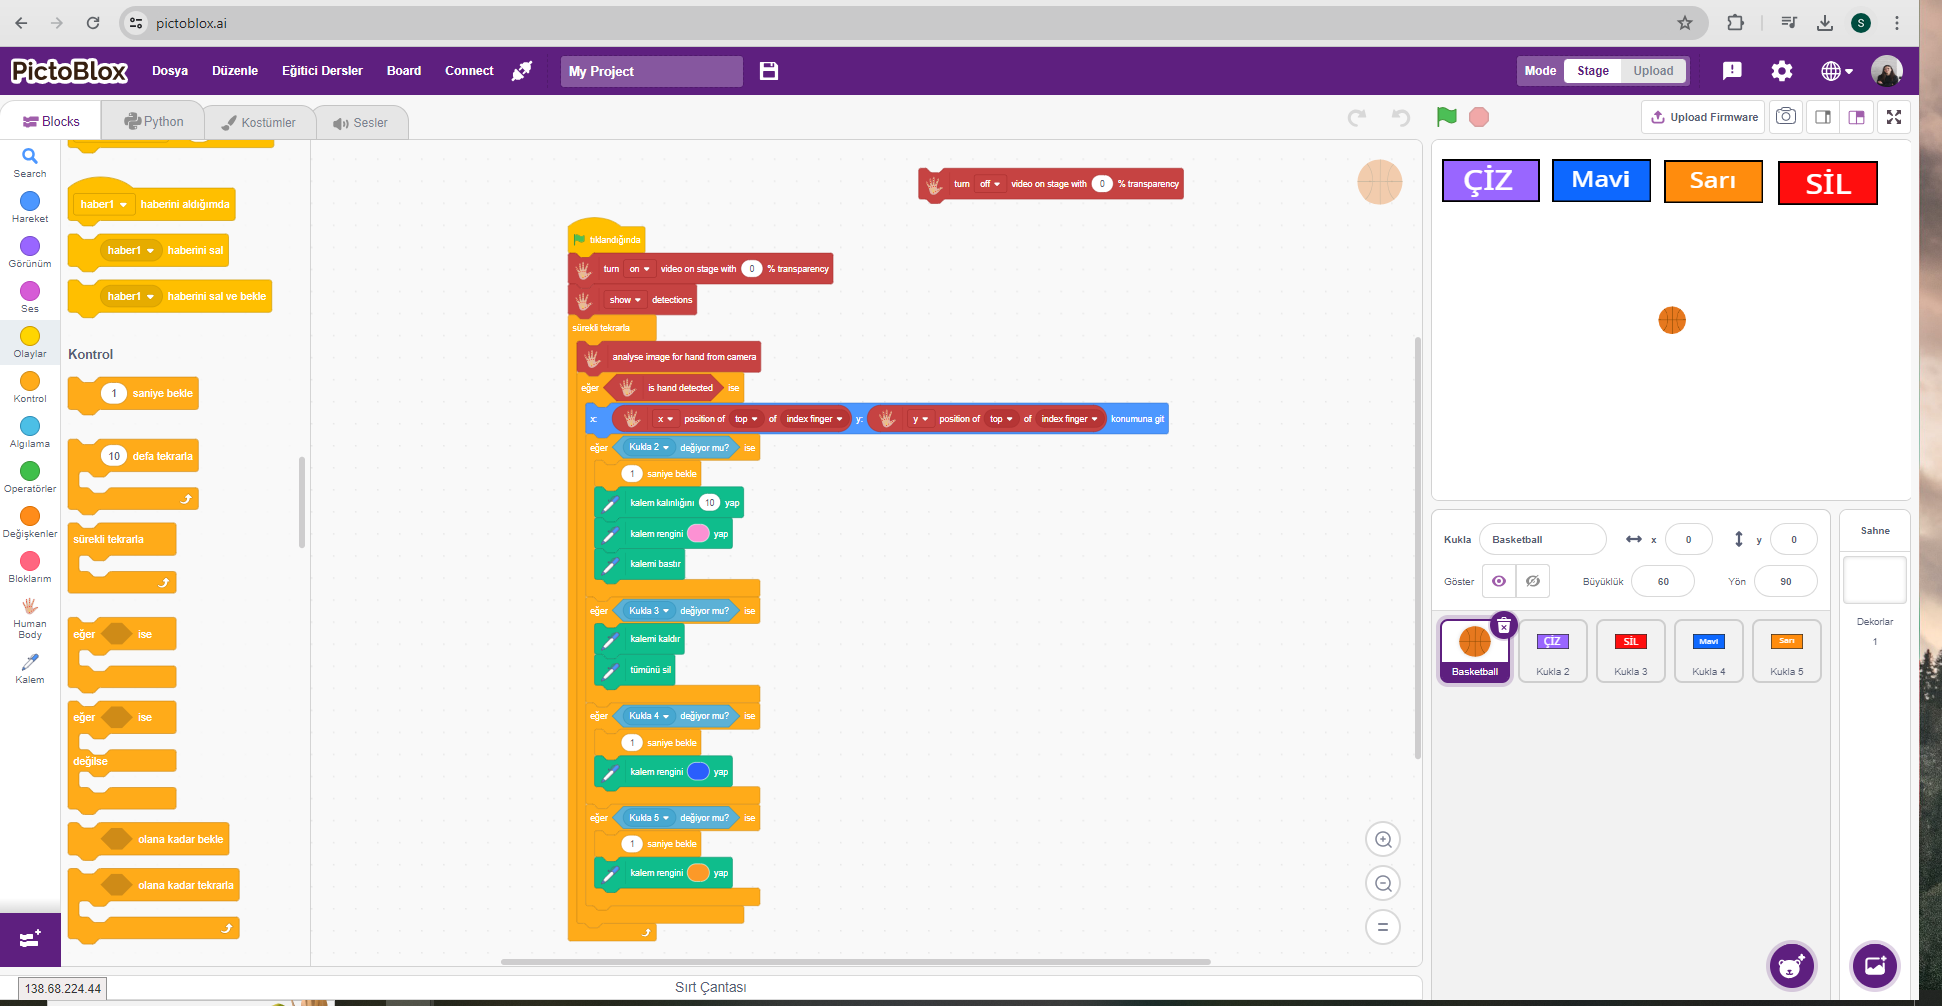 pictoblox.ai
S
PictoBlox
Dosya
Düzenle
Eğitici Dersler
Board
Connect
My Project
Mode
Stage
Upload
Blocks
Python
Kostümler
Sesler
Upload Firmware
Search
Hareket
Görünüm
Ses
Olaylar
Kontrol
Algılama
Operatörler
Değişkenler
Bloklarım
Human
Body
Kalem
haber1 haberini aldığımda
haber1 haberini sal
haber1 haberini sal ve bekle
Kontrol
1 saniye bekle
10 defa tekrarla
sürekli tekrarla
eğer ise
eğer ise
değilse
olana kadar bekle
olana kadar tekrarla
turn off video on stage with 0 % transparency
tıklandığında
turn on video on stage with 0 % transparency
show detections
sürekli tekrarla
analyse image for hand from camera
eğer is hand detected ise
x: x position of top of index finger y: y position of top of index finger konumuna git
eğer Kukla 2 değiyor mu? ise
1 saniye bekle
kalem kalınlığını 10 yap
kalem rengini yap
kalemi bastır
eğer Kukla 3 değiyor mu? ise
kalemi kaldır
tümünü sil
eğer Kukla 4 değiyor mu? ise
1 saniye bekle
kalem rengini yap
eğer Kukla 5 değiyor mu? ise
1 saniye bekle
kalem rengini yap
ÇİZ
Mavi
Sarı
SİL
Kukla
Basketball
x 0
y 0
Göster
Büyüklük 60
Yön 90
Sahne
Dekorlar
1
Basketball
ÇİZ
Kukla 2
SİL
Kukla 3
Mavi
Kukla 4
Sarı
Kukla 5
Sırt Çantası
138.68.224.44